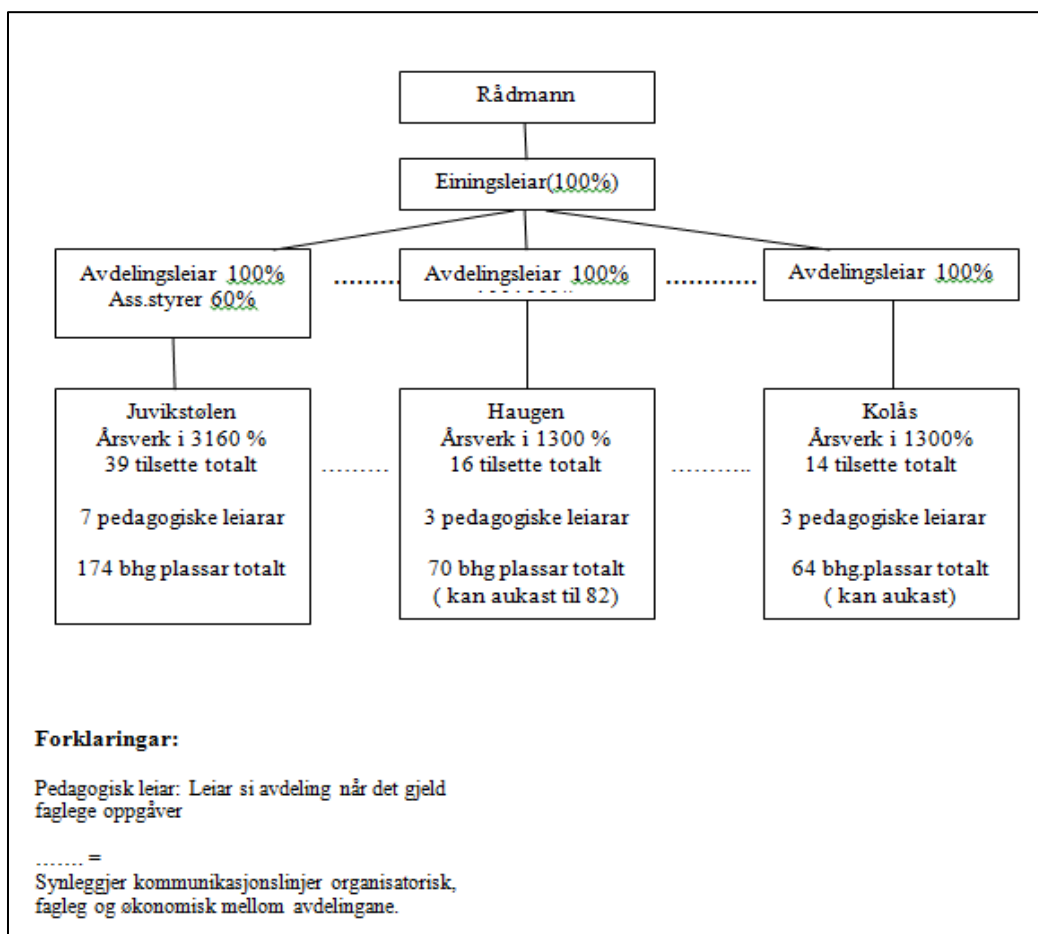 Rådmann
Einingsleiar(100%)
Avdelingsleiar 100%
Ass.styrer 60%
............
Avdelingsleiar 100%
............
Avdelingsleiar 100%
Juvikstølen
Årsverk i 3160 %
39 tilsette totalt
7 pedagogiske leiarar
174 bhg plassar totalt
.........
Haugen
Årsverk i 1300 %
16 tilsette totalt
3 pedagogiske leiarar
70 bhg plassar totalt
( kan aukast til 82)
...........
Kolås
Årsverk i 1300%
14 tilsette totalt
3 pedagogiske leiarar
64 bhg.plassar totalt
( kan aukast)
Forklaringar:
Pedagogisk leiar: Leiar si avdeling når det gjeld
faglege oppgåver
....... =
Synleggjer kommunikasjonslinjer organisatorisk,
fagleg og økonomisk mellom avdelingane.